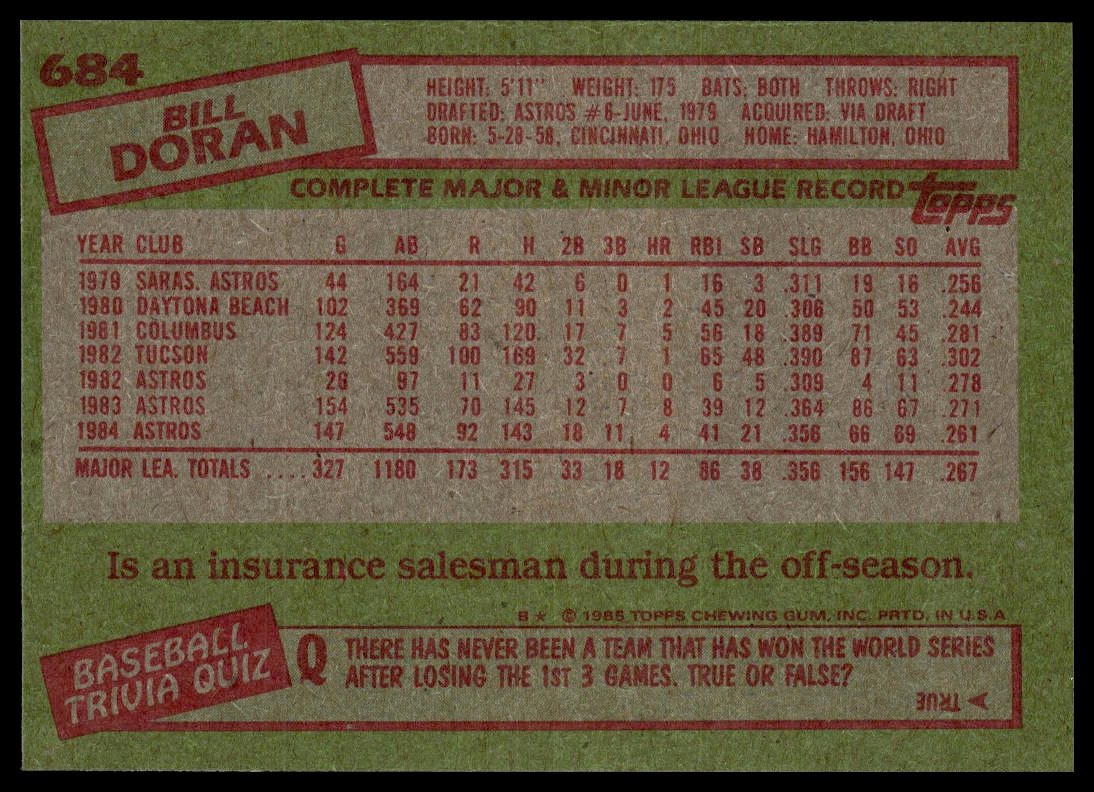 684
BILL
DORAN
HEIGHT: 5'11" WEIGHT: 175 BATS: BOTH THROWS: RIGHT
DRAFTED: ASTROS #6-JUNE, 1979 ACQUIRED: VIA DRAFT
BORN: 5-28-58, CINCINNATI, OHIO HOME: HAMILTON, OHIO
COMPLETE MAJOR & MINOR LEAGUE RECORD topps
YEAR CLUB G AB R H 2B 3B HR RBI SB SLG BB SO AVG
1979 SARAS. ASTROS 44 164 21 42 6 0 1 16 3 .311 19 16 .256
1980 DAYTONA BEACH 102 369 62 90 11 3 2 45 20 .306 50 53 .244
1981 COLUMBUS 124 427 83 120 17 7 5 56 18 .389 71 45 .281
1982 TUCSON 142 559 100 169 32 7 1 65 48 .390 87 63 .302
1982 ASTROS 26 97 11 27 3 0 0 6 5 .309 4 11 .278
1983 ASTROS 154 535 70 145 12 7 8 39 12 .364 86 67 .271
1984 ASTROS 147 548 92 143 18 11 4 41 21 .356 66 69 .261
MAJOR LEA. TOTALS .... 327 1180 173 315 33 18 12 86 38 .356 156 147 .267
Is an insurance salesman during the off-season.
B* © 1985 TOPPS CHEWING GUM, INC. PRTD. IN U.S.A
BASEBALL
TRIVIA QUIZ
Q THERE HAS NEVER BEEN A TEAM THAT HAS WON THE WORLD SERIES
AFTER LOSING THE 1st 3 GAMES. TRUE OR FALSE?
A TRUE